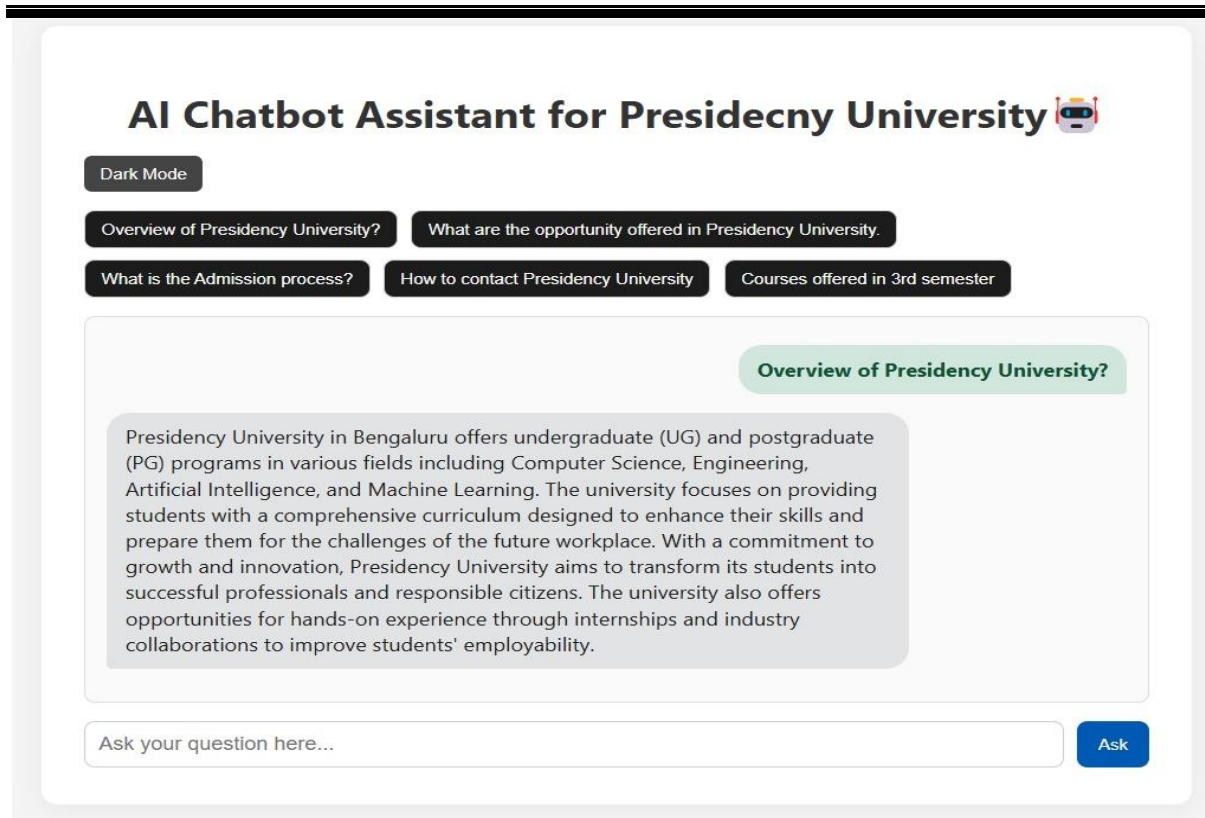 AI Chatbot Assistant for Presidecny University
Dark Mode
Overview of Presidency University?
What are the opportunity offered in Presidency University.
What is the Admission process?
How to contact Presidency University
Courses offered in 3rd semester
Overview of Presidency University?
Presidency University in Bengaluru offers undergraduate (UG) and postgraduate
(PG) programs in various fields including Computer Science, Engineering,
Artificial Intelligence, and Machine Learning. The university focuses on providing
students with a comprehensive curriculum designed to enhance their skills and
prepare them for the challenges of the future workplace. With a commitment to
growth and innovation, Presidency University aims to transform its students into
successful professionals and responsible citizens. The university also offers
opportunities for hands-on experience through internships and industry
collaborations to improve students' employability.
Ask your question here...
Ask